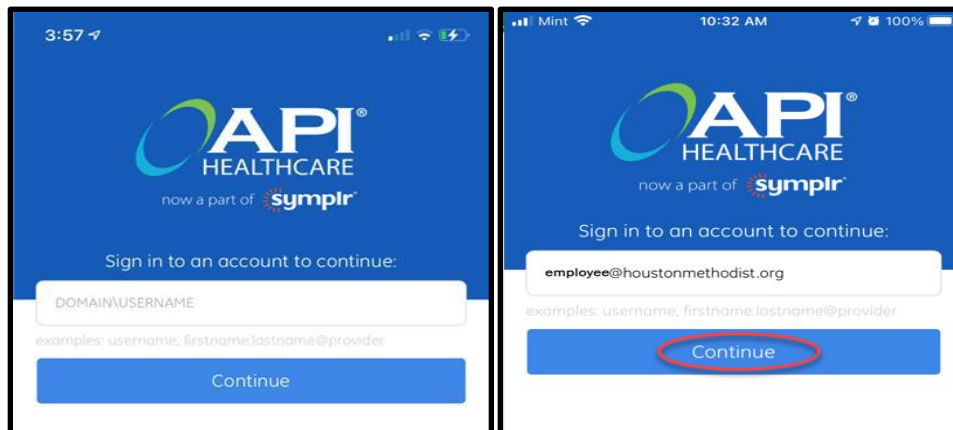 3:57
API®
HEALTHCARE
now a part of symplr
Sign in to an account to continue:
DOMAIN\USERNAME
examples: username, firstname.lastname@provider
Continue
Mint 10:32 AM 100%
API®
HEALTHCARE
now a part of symplr
Sign in to an account to continue:
employee@houstonmethodist.org
examples: username, firstname.lastname@provider
Continue